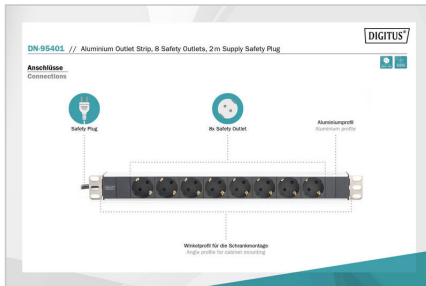 DIGITUS®
DN-95401 // Aluminium Outlet Strip, 8 Safety Outlets, 2 m Supply Safety Plug
Anschlüsse
Connections
Safety Plug
8x Safety Outlet
Aluminiumprofil
Aluminium profile
Winkelprofil für die Schrankmontage
Angle profile for cabinet mounting